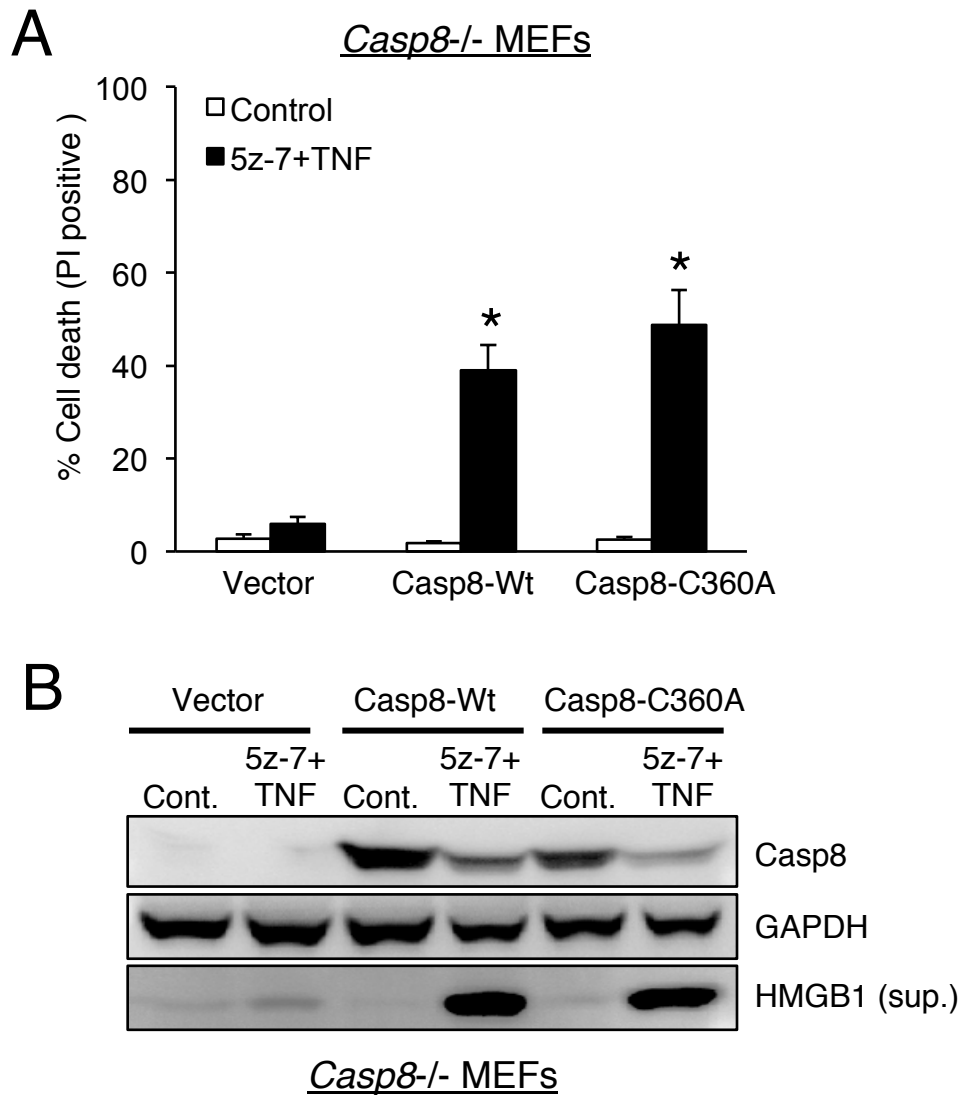 A
Casp8-/- MEFs
100
80
60
40
20
0
% Cell death (PI positive )
Control
5z-7+TNF
*
*
Vector
Casp8-Wt
Casp8-C360A
B
Vector
Casp8-Wt
Casp8-C360A
Cont.
5z-7+
TNF
Cont.
5z-7+
TNF
Cont.
5z-7+
TNF
Casp8
GAPDH
HMGB1 (sup.)
Casp8-/- MEFs